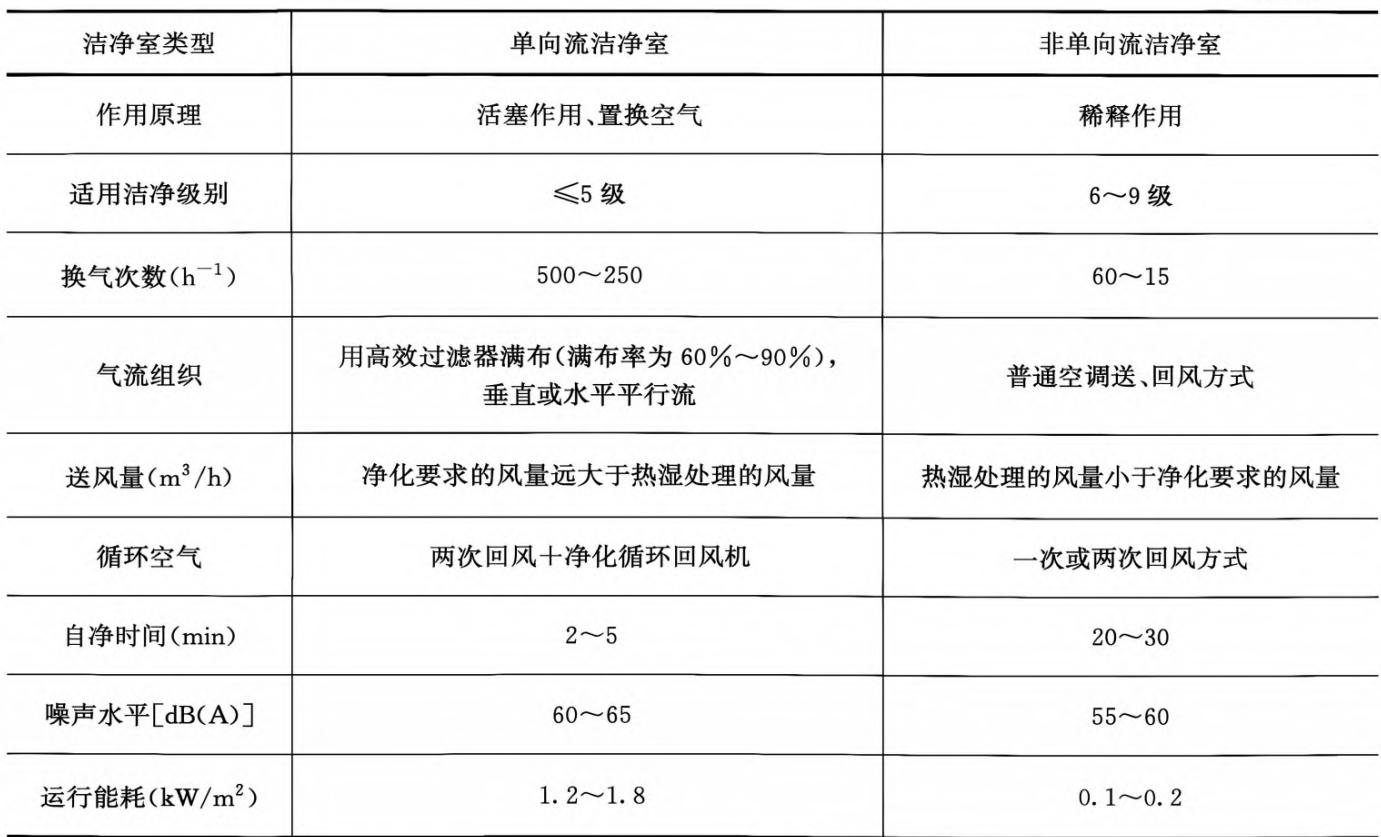 洁净室类型 单向流洁净室 非单向流洁净室
作用原理 活塞作用、置换空气 稀释作用
适用洁净级别 ≤5 级 6～9 级
换气次数(h⁻¹) 500～250 60～15
气流组织 用高效过滤器满布(满布率为 60%～90%), 普通空调送、回风方式
垂直或水平平行流
送风量(m³/h) 净化要求的风量远大于热湿处理的风量 热湿处理的风量小于净化要求的风量
循环空气 两次回风＋净化循环回风机 一次或两次回风方式
自净时间(min) 2～5 20～30
噪声水平[dB(A)] 60～65 55～60
运行能耗(kW/m²) 1.2～1.8 0.1～0.2